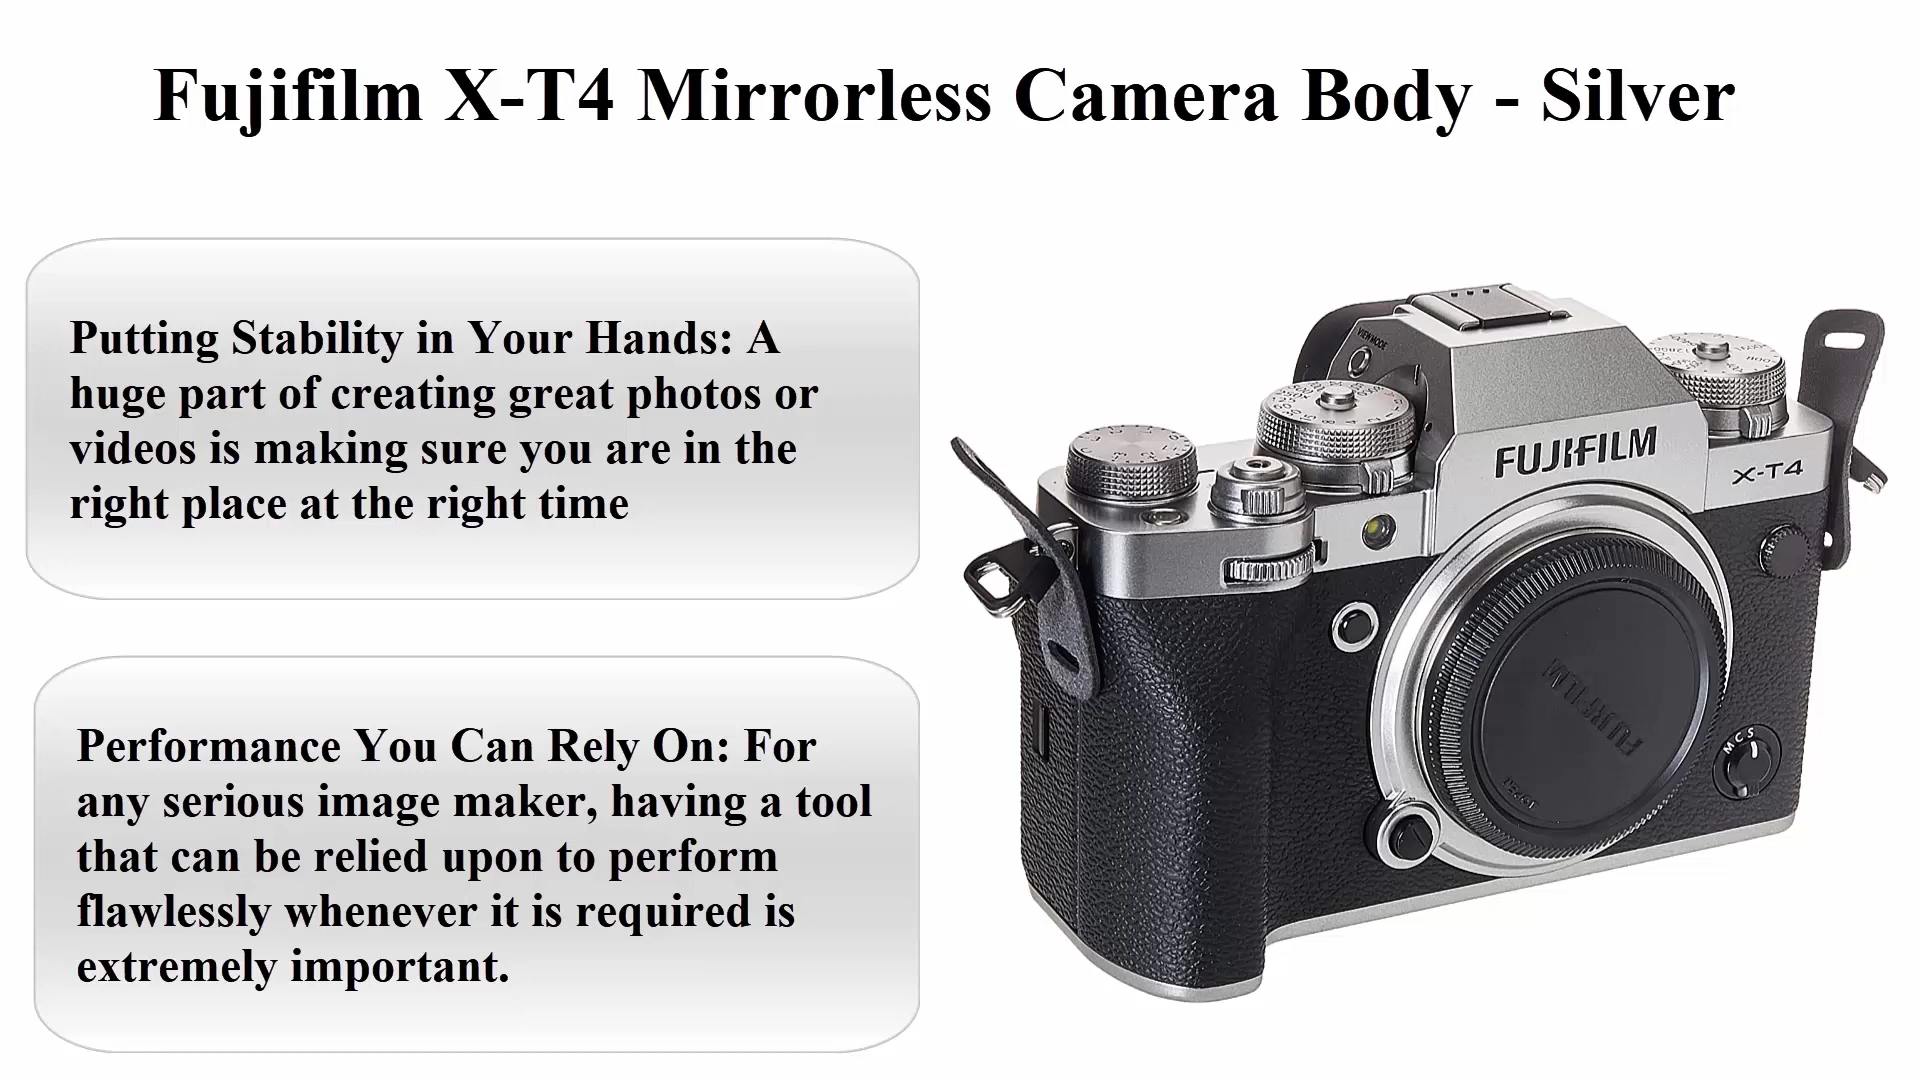 Fujifilm X-T4 Mirrorless Camera Body - Silver
Putting Stability in Your Hands: A
huge part of creating great photos or
videos is making sure you are in the
right place at the right time
Performance You Can Rely On: For
any serious image maker, having a tool
that can be relied upon to perform
flawlessly whenever it is required is
extremely important.
VIEW MODE
FUJIFILM
X-T4
FUJIFILM
M C S